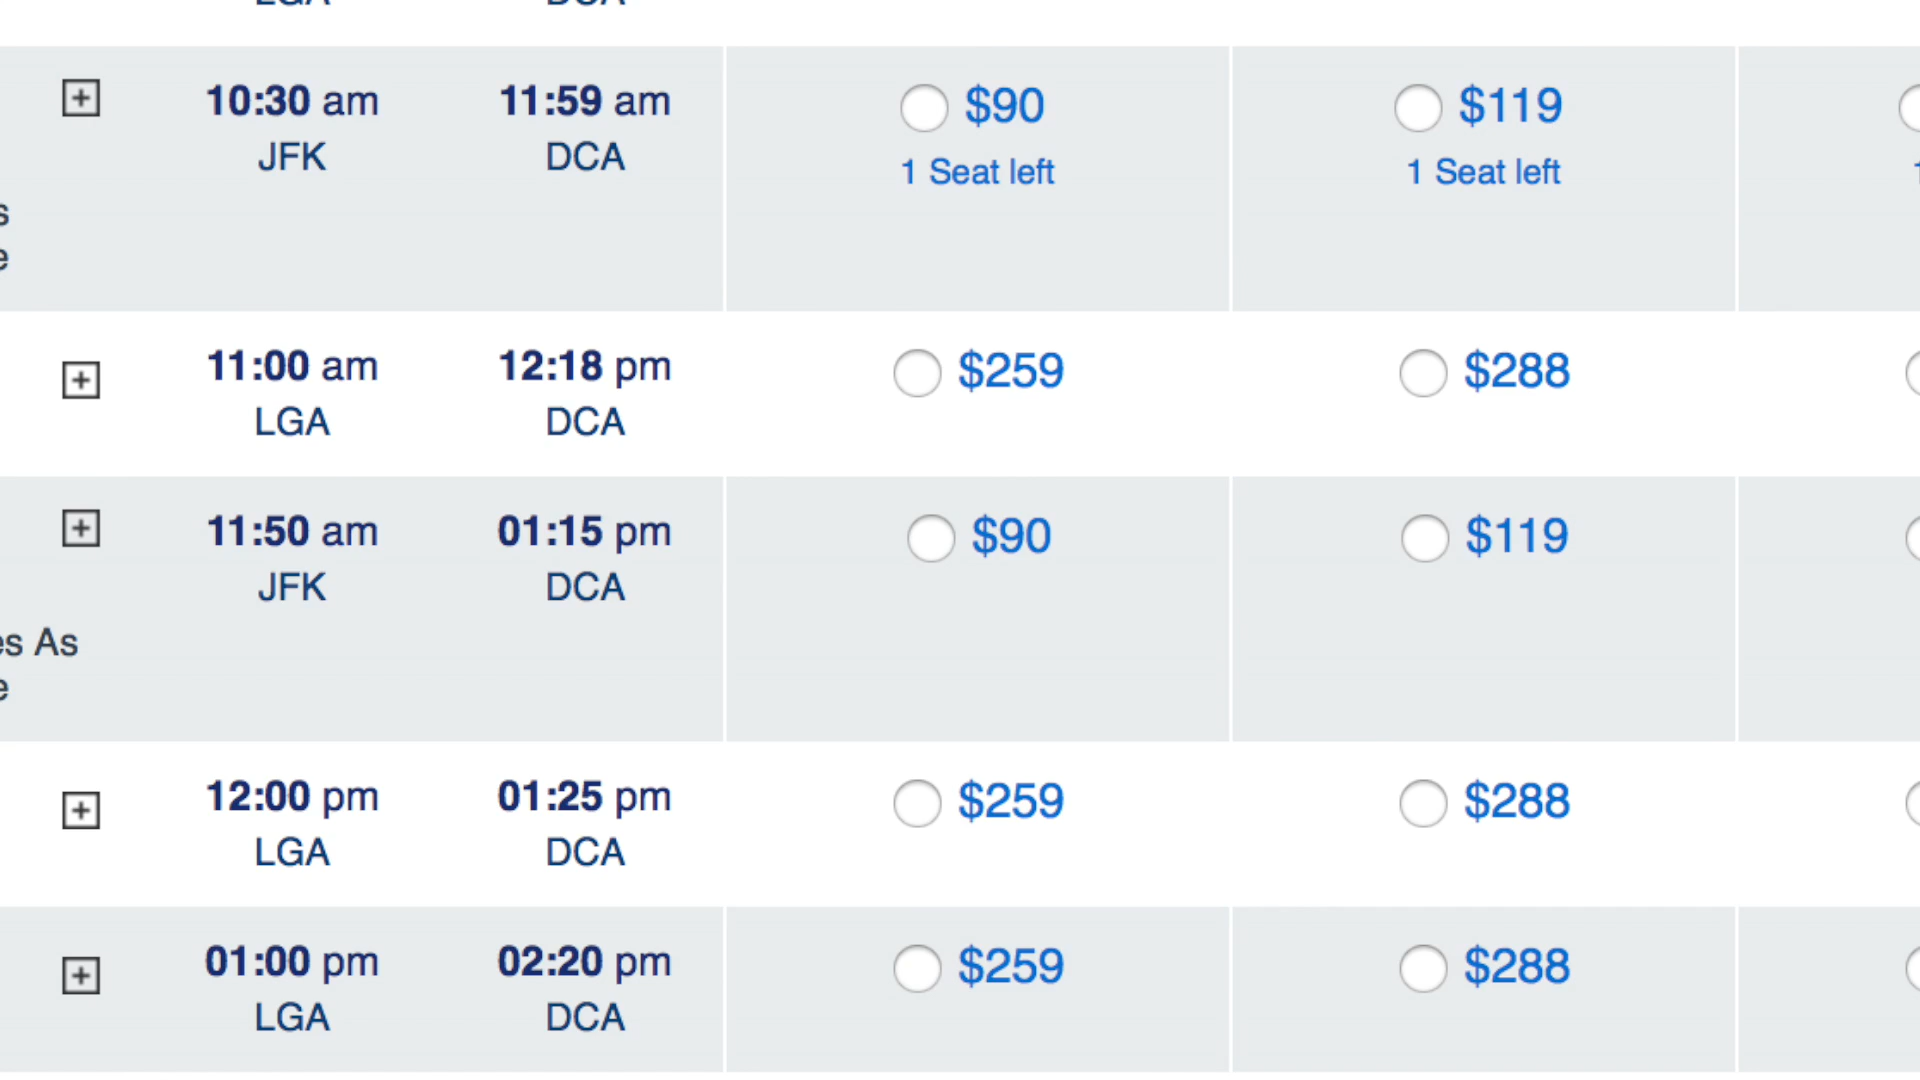 10:30 am 11:59 am $90 $119
JFK DCA 1 Seat left 1 Seat left
11:00 am 12:18 pm $259 $288
LGA DCA
11:50 am 01:15 pm $90 $119
JFK DCA
es As
12:00 pm 01:25 pm $259 $288
LGA DCA
01:00 pm 02:20 pm $259 $288
LGA DCA